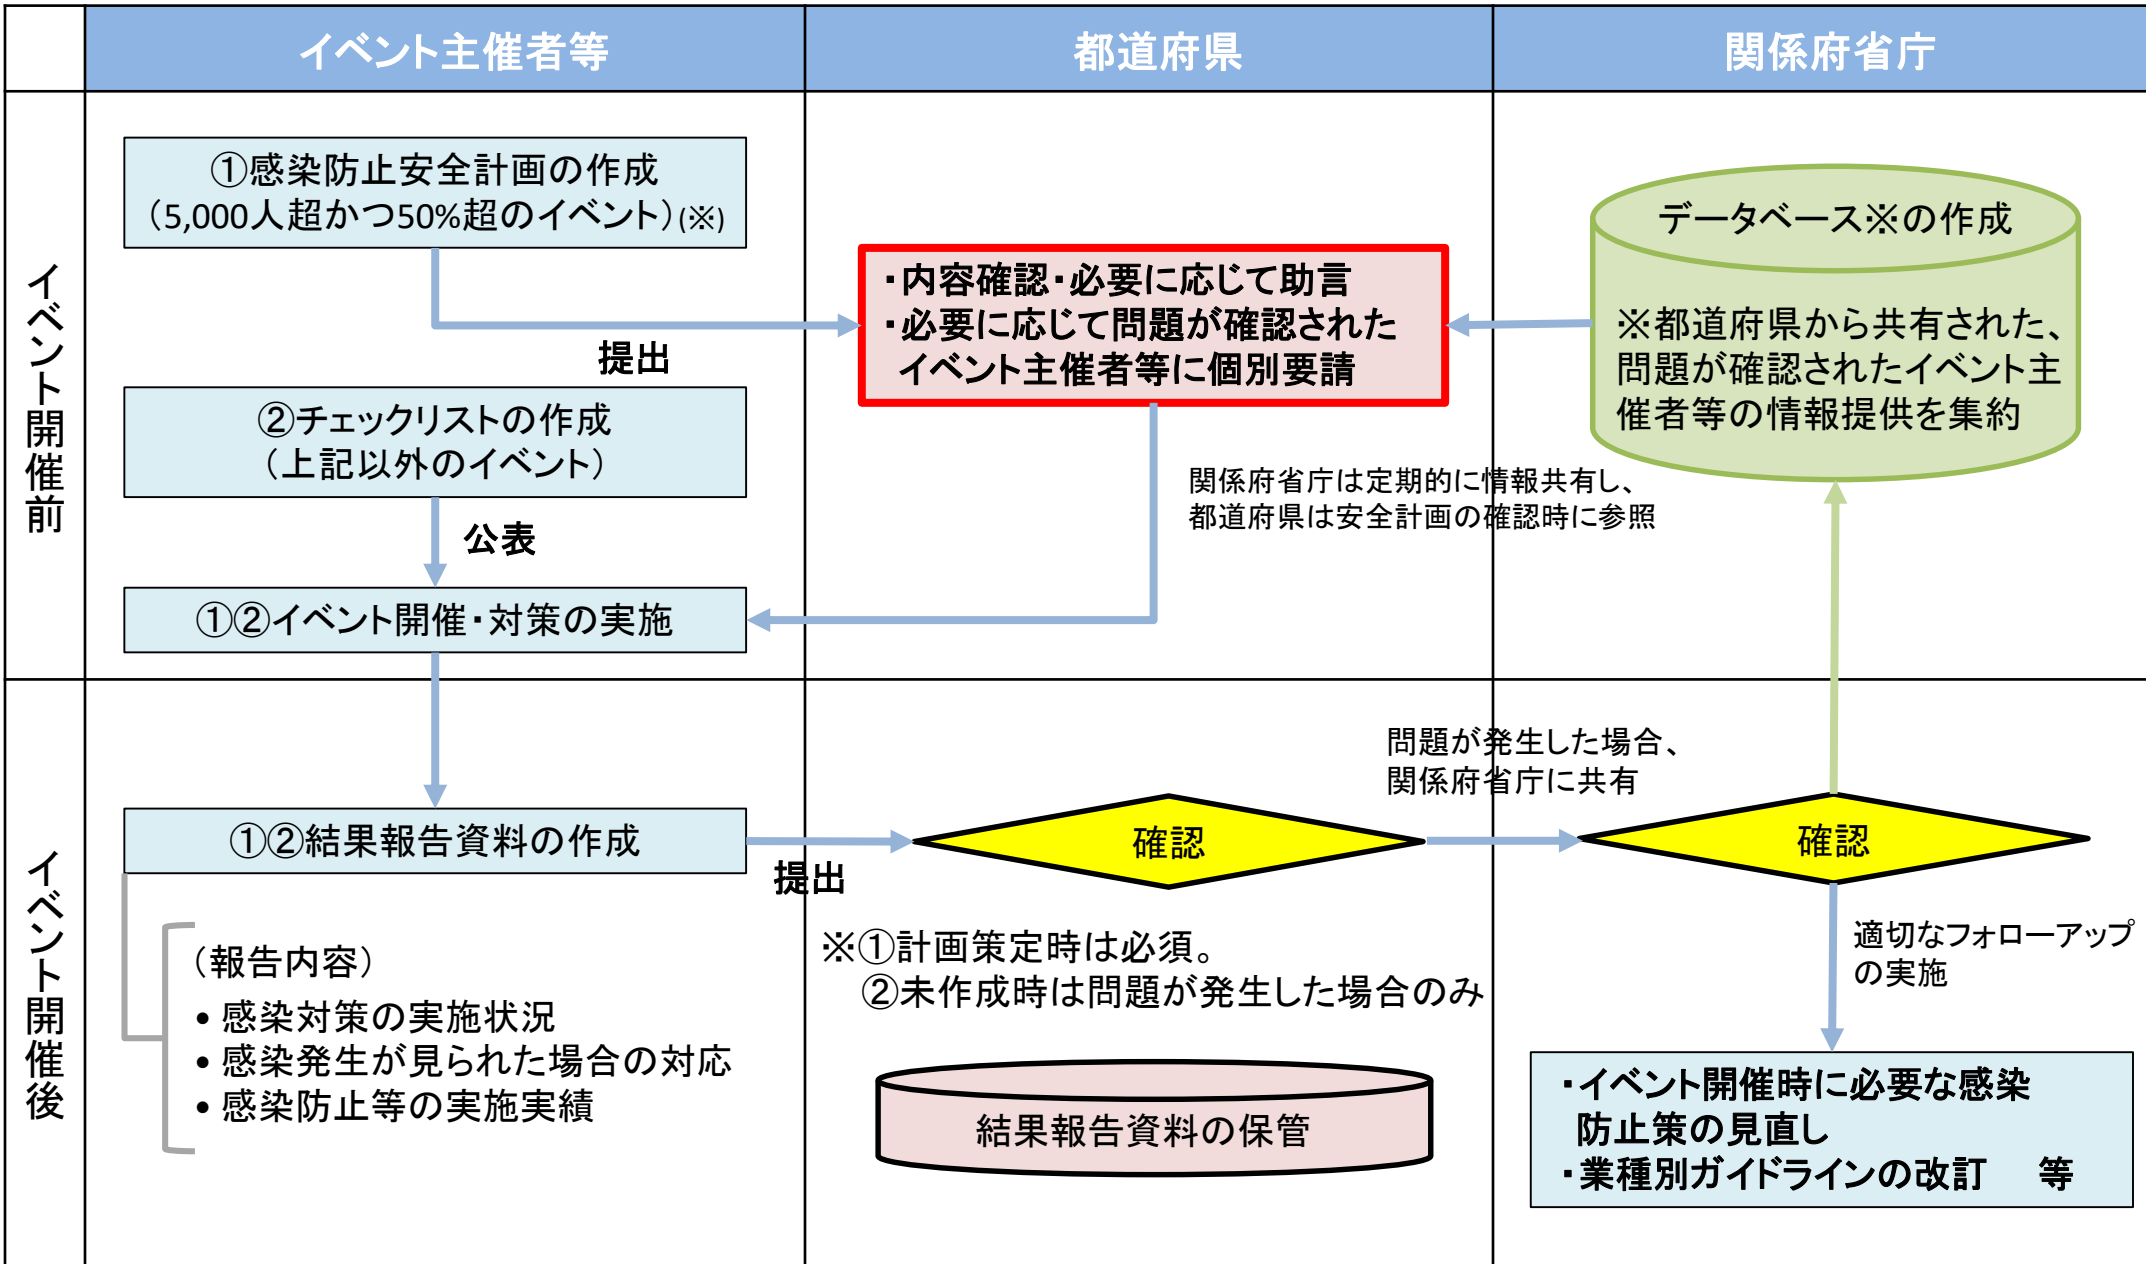 イベント主催者等
都道府県
関係府省庁
イベント開催前
①感染防止安全計画の作成
（5,000人超かつ50%超のイベント）(※)
提出
②チェックリストの作成
（上記以外のイベント）
公表
①②イベント開催・対策の実施
・内容確認・必要に応じて助言
・必要に応じて問題が確認された
イベント主催者等に個別要請
データベース※の作成
※都道府県から共有された、
問題が確認されたイベント主
催者等の情報提供を集約
関係府省庁は定期的に情報共有し、
都道府県は安全計画の確認時に参照
イベント開催後
①②結果報告資料の作成
提出
（報告内容）
• 感染対策の実施状況
• 感染発生が見られた場合の対応
• 感染防止等の実施実績
確認
※①計画策定時は必須。
②未作成時は問題が発生した場合のみ
結果報告資料の保管
問題が発生した場合、
関係府省庁に共有
確認
適切なフォローアップ
の実施
・イベント開催時に必要な感染
防止策の見直し
・業種別ガイドラインの改訂　等